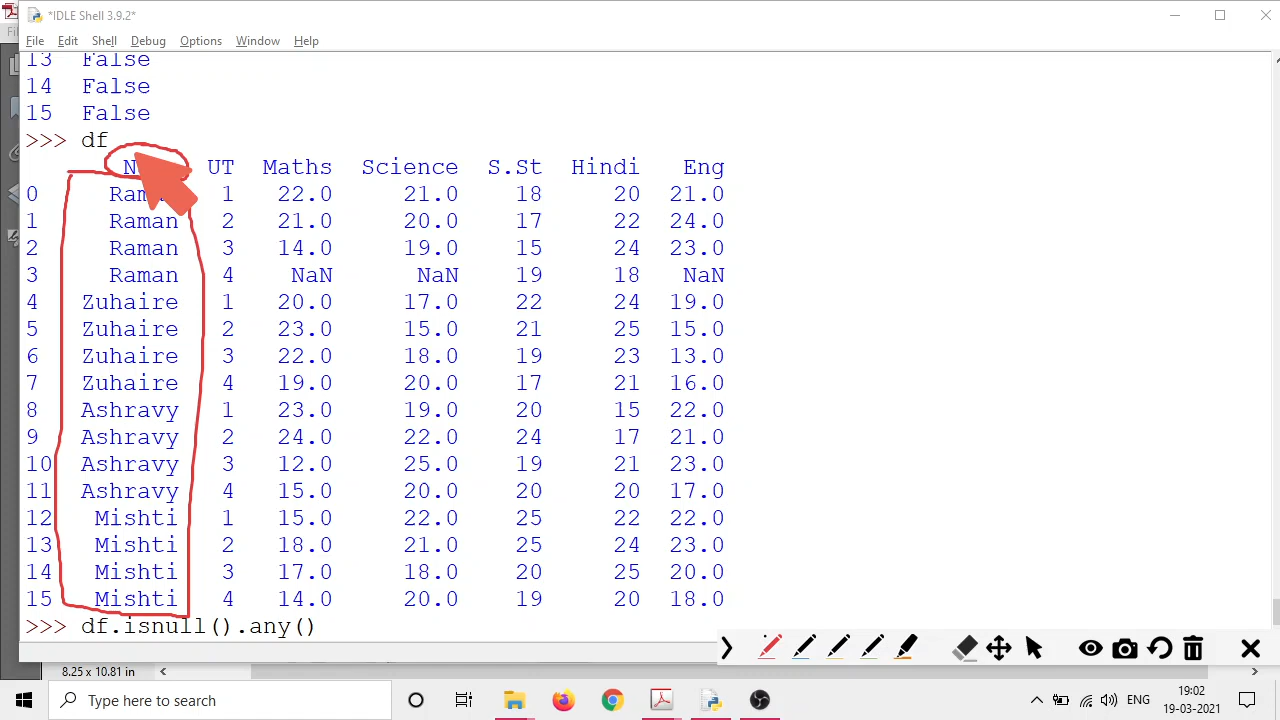 *IDLE Shell 3.9.2*
File Edit Shell Debug Options Window Help
13 False
14 False
15 False
>>> df
UT Maths Science S.St Hindi Eng
0 Raman 1 22.0 21.0 18 20 21.0
1 Raman 2 21.0 20.0 17 22 24.0
2 Raman 3 14.0 19.0 15 24 23.0
3 Raman 4 NaN NaN 19 18 NaN
4 Zuhaire 1 20.0 17.0 22 24 19.0
5 Zuhaire 2 23.0 15.0 21 25 15.0
6 Zuhaire 3 22.0 18.0 19 23 13.0
7 Zuhaire 4 19.0 20.0 17 21 16.0
8 Ashravy 1 23.0 19.0 20 15 22.0
9 Ashravy 2 24.0 22.0 24 17 21.0
10 Ashravy 3 12.0 25.0 19 21 23.0
11 Ashravy 4 15.0 20.0 20 20 17.0
12 Mishti 1 15.0 22.0 25 22 22.0
13 Mishti 2 18.0 21.0 25 24 23.0
14 Mishti 3 17.0 18.0 20 25 20.0
15 Mishti 4 14.0 20.0 19 20 18.0
>>> df.isnull().any()
8.25 x 10.81 in
Type here to search
ENG
19:02
19-03-2021